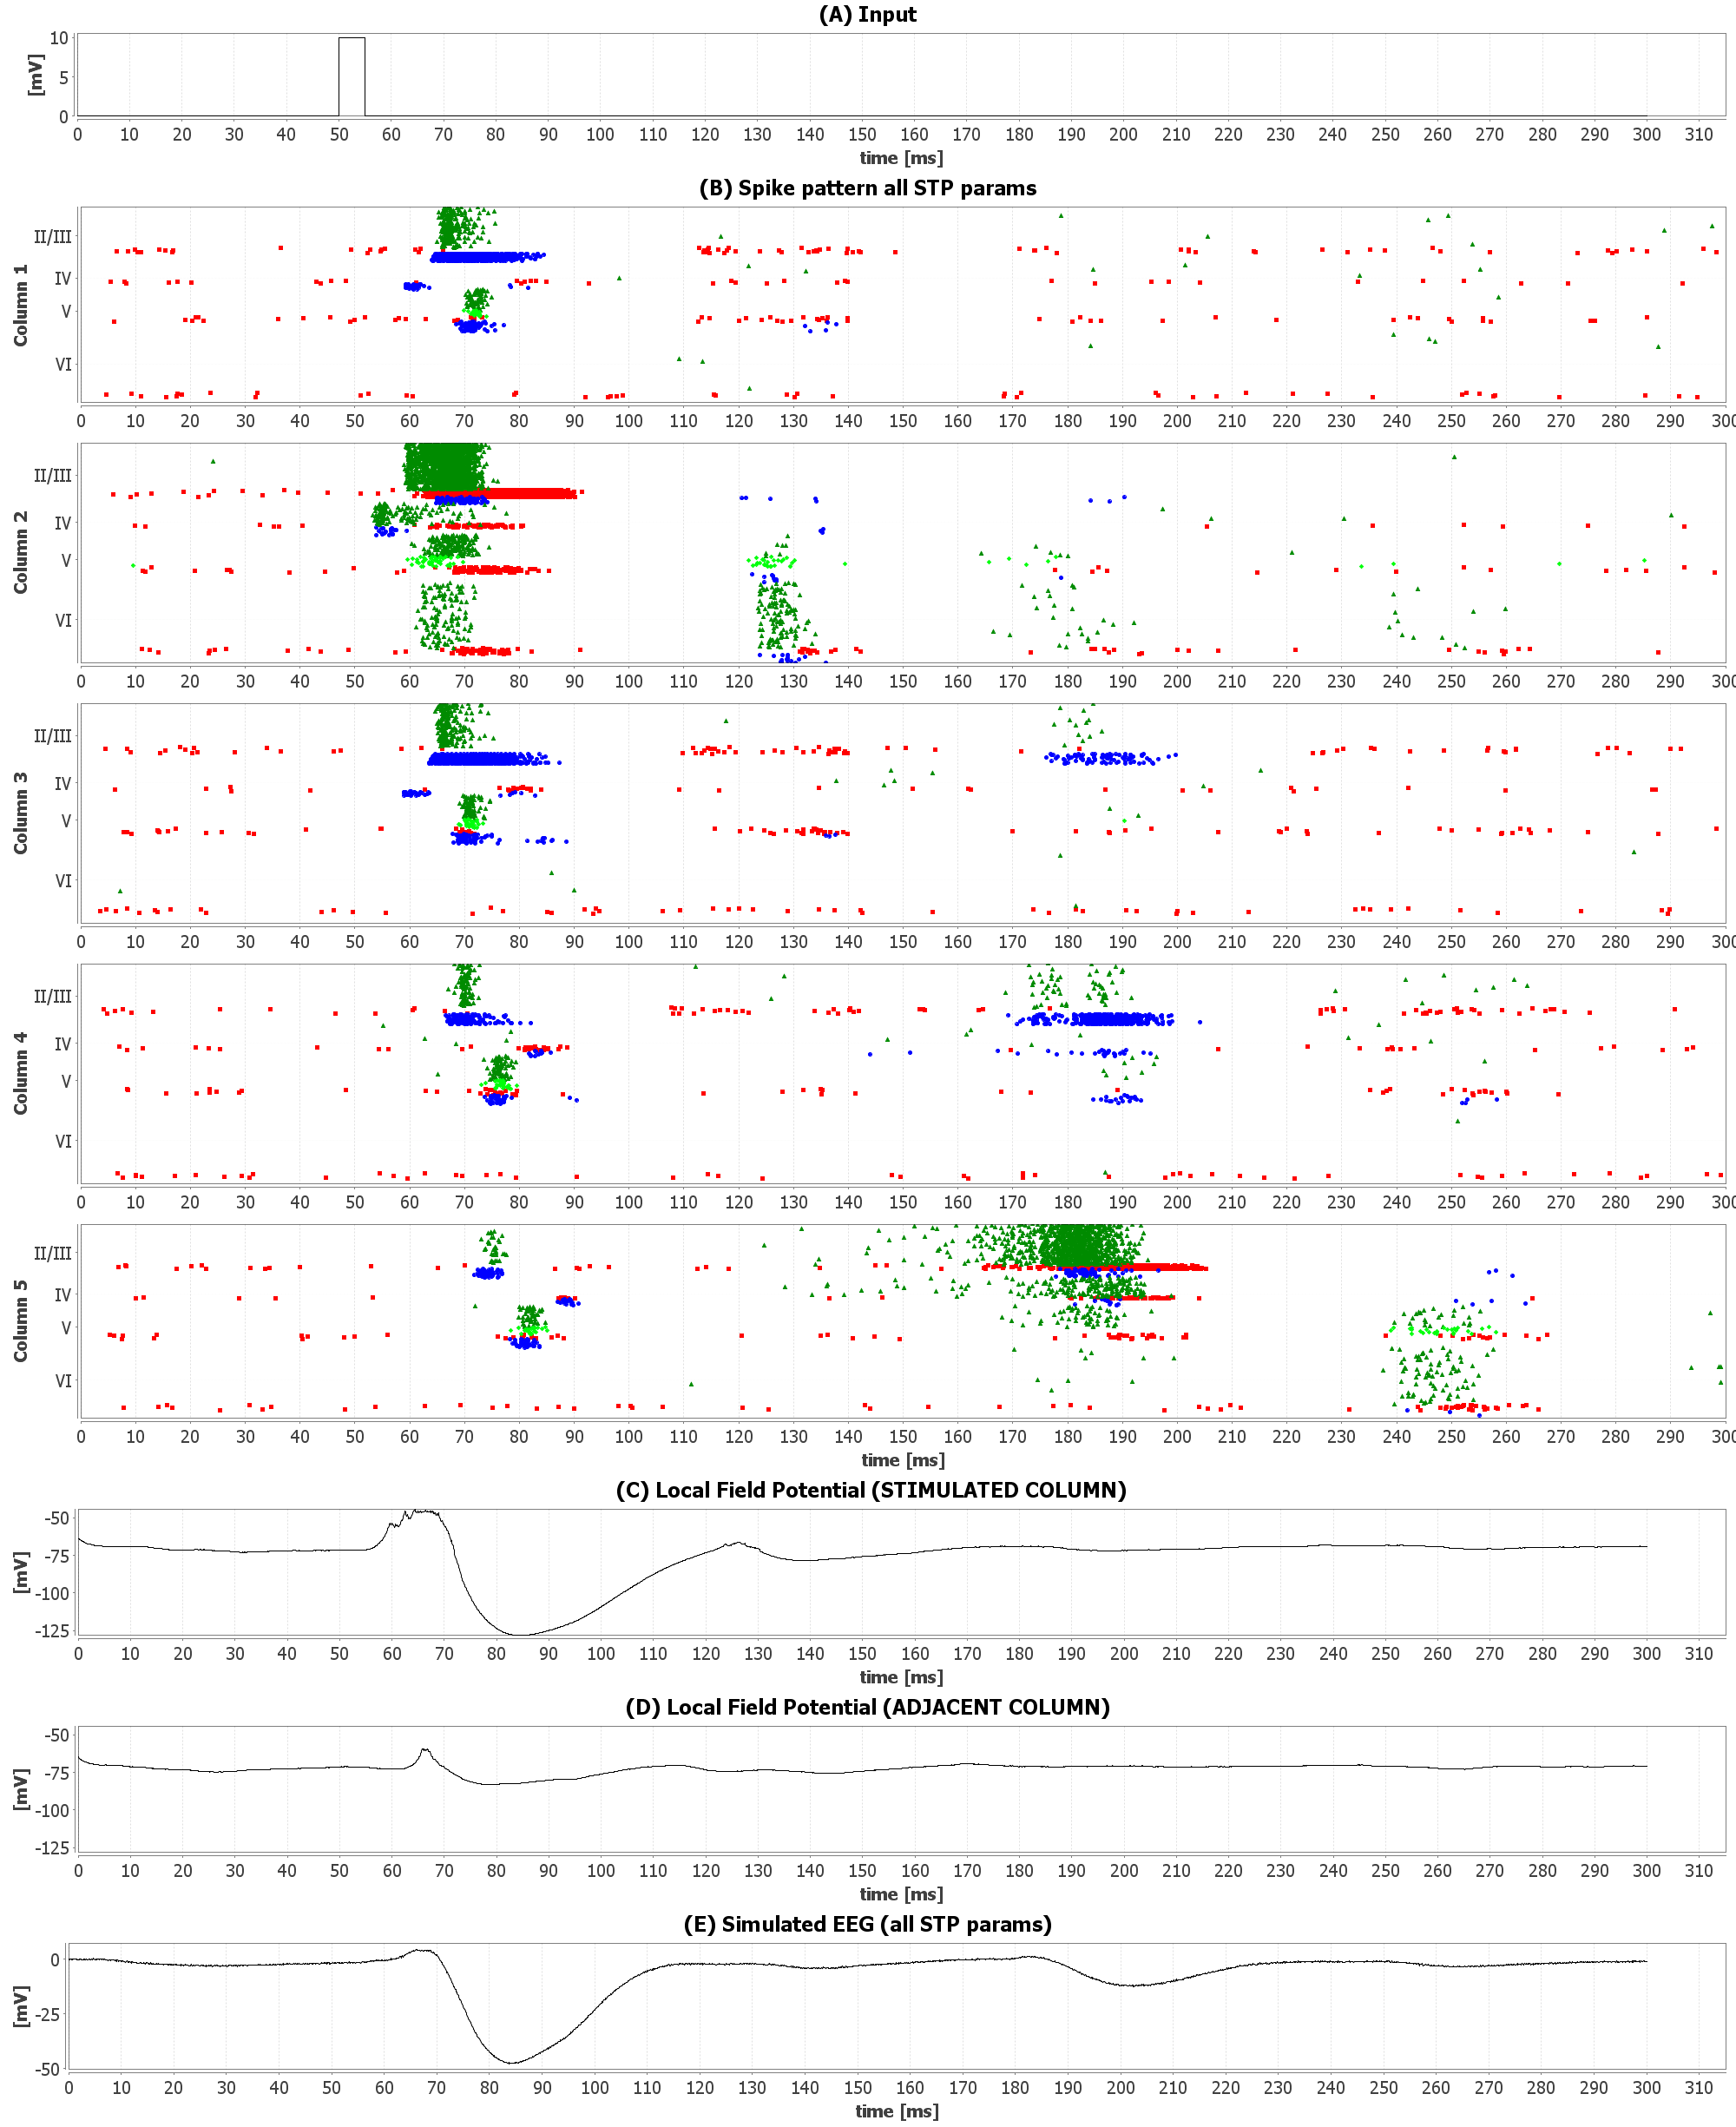 (A) Input
[mV]
10
5
0
0 10 20 30 40 50 60 70 80 90 100 110 120 130 140 150 160 170 180 190 200 210 220 230 240 250 260 270 280 290 300 310
time [ms]
(B) Spike pattern all STP params
Column 1
II/III
IV
V
VI
0 10 20 30 40 50 60 70 80 90 100 110 120 130 140 150 160 170 180 190 200 210 220 230 240 250 260 270 280 290 300
Column 2
II/III
IV
V
VI
0 10 20 30 40 50 60 70 80 90 100 110 120 130 140 150 160 170 180 190 200 210 220 230 240 250 260 270 280 290 300
Column 3
II/III
IV
V
VI
0 10 20 30 40 50 60 70 80 90 100 110 120 130 140 150 160 170 180 190 200 210 220 230 240 250 260 270 280 290 300
Column 4
II/III
IV
V
VI
0 10 20 30 40 50 60 70 80 90 100 110 120 130 140 150 160 170 180 190 200 210 220 230 240 250 260 270 280 290 300
Column 5
II/III
IV
V
VI
0 10 20 30 40 50 60 70 80 90 100 110 120 130 140 150 160 170 180 190 200 210 220 230 240 250 260 270 280 290 300
time [ms]
(C) Local Field Potential (STIMULATED COLUMN)
[mV]
-50
-75
-100
-125
0 10 20 30 40 50 60 70 80 90 100 110 120 130 140 150 160 170 180 190 200 210 220 230 240 250 260 270 280 290 300 310
time [ms]
(D) Local Field Potential (ADJACENT COLUMN)
[mV]
-50
-75
-100
-125
0 10 20 30 40 50 60 70 80 90 100 110 120 130 140 150 160 170 180 190 200 210 220 230 240 250 260 270 280 290 300 310
time [ms]
(E) Simulated EEG (all STP params)
[mV]
0
-25
-50
0 10 20 30 40 50 60 70 80 90 100 110 120 130 140 150 160 170 180 190 200 210 220 230 240 250 260 270 280 290 300 310
time [ms]